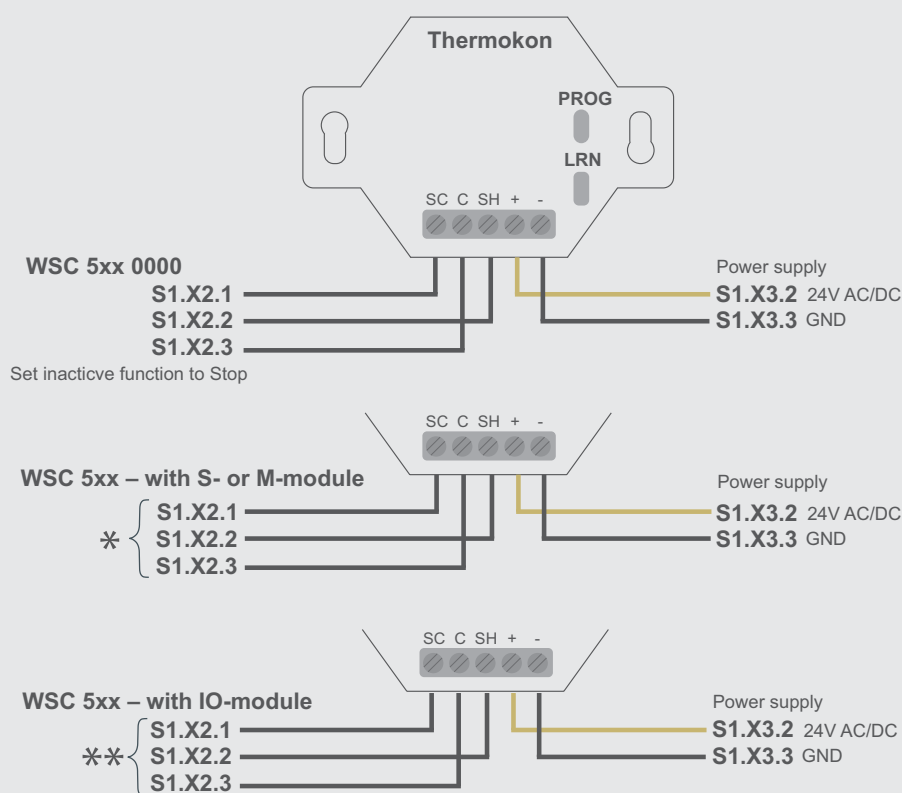 Thermokon
PROG
LRN
SC C SH + -
WSC 5xx 0000
Power supply
S1.X2.1
S1.X3.2 24V AC/DC
S1.X2.2
S1.X3.3 GND
S1.X2.3
Set inacticve function to Stop
SC C SH + -
WSC 5xx – with S- or M-module
Power supply
S1.X2.1
S1.X3.2 24V AC/DC
* S1.X2.2
S1.X3.3 GND
S1.X2.3
SC C SH + -
WSC 5xx – with IO-module
Power supply
S1.X2.1
S1.X3.2 24V AC/DC
** S1.X2.2
S1.X3.3 GND
S1.X2.3